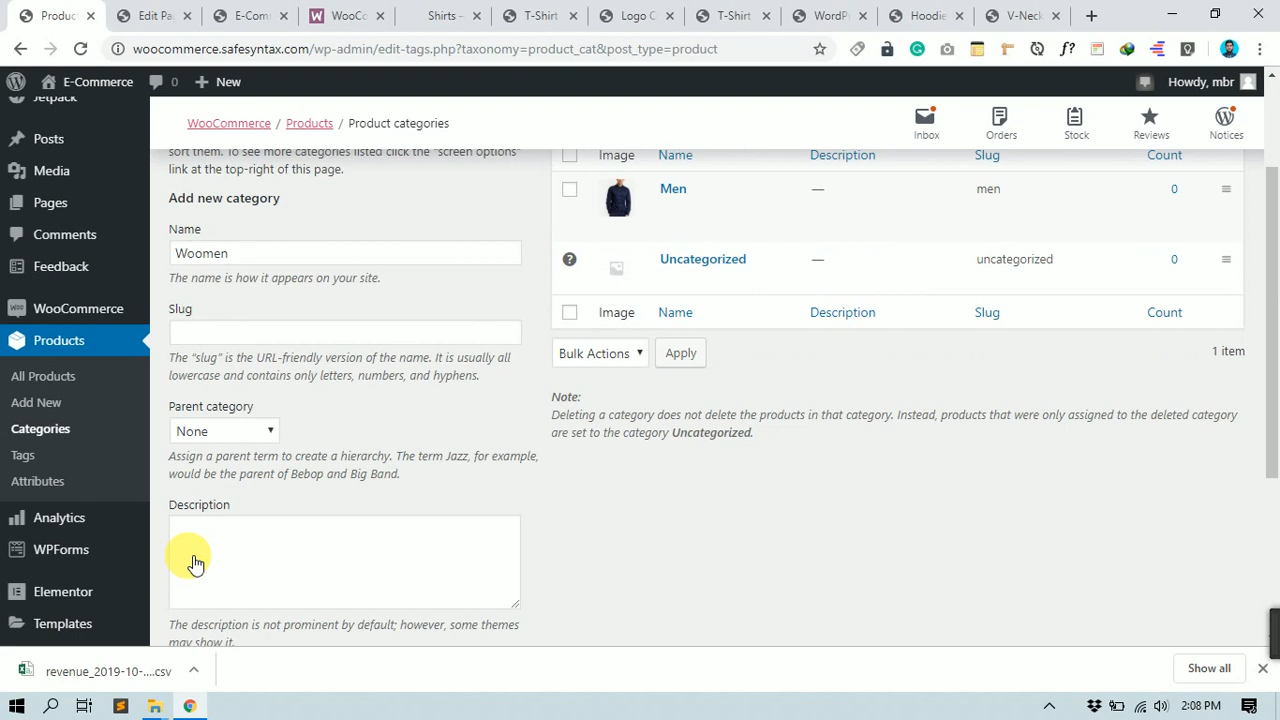 Produc
Edit Pa
E-Com
WooCo
Shirts –
T-Shirt
Logo C
T-Shirt
WordPr
Hoodie
V-Neck
woocommerce.safesyntax.com/wp-admin/edit-tags.php?taxonomy=product_cat&post_type=product
E-Commerce 0 New
Howdy, mbr
Jetpack
Posts
Media
Pages
Comments
Feedback
WooCommerce
Products
All Products
Add New
Categories
Tags
Attributes
Analytics
WPForms
Elementor
Templates
WooCommerce / Products / Product categories
Inbox
Orders
Stock
Reviews
Notices
sort them. To see more categories listed click the "screen options"
link at the top-right of this page.
Add new category
Name
Woomen
The name is how it appears on your site.
Slug
The "slug" is the URL-friendly version of the name. It is usually all
lowercase and contains only letters, numbers, and hyphens.
Parent category
None
Assign a parent term to create a hierarchy. The term Jazz, for example,
would be the parent of Bebop and Big Band.
Description
The description is not prominent by default; however, some themes
may show it.
Image Name Description Slug Count
Men — men 0
Uncategorized — uncategorized 0
Image Name Description Slug Count
Bulk Actions Apply
1 item
Note:
Deleting a category does not delete the products in that category. Instead, products that were only assigned to the deleted category
are set to the category Uncategorized.
revenue_2019-10-....csv
Show all
2:08 PM